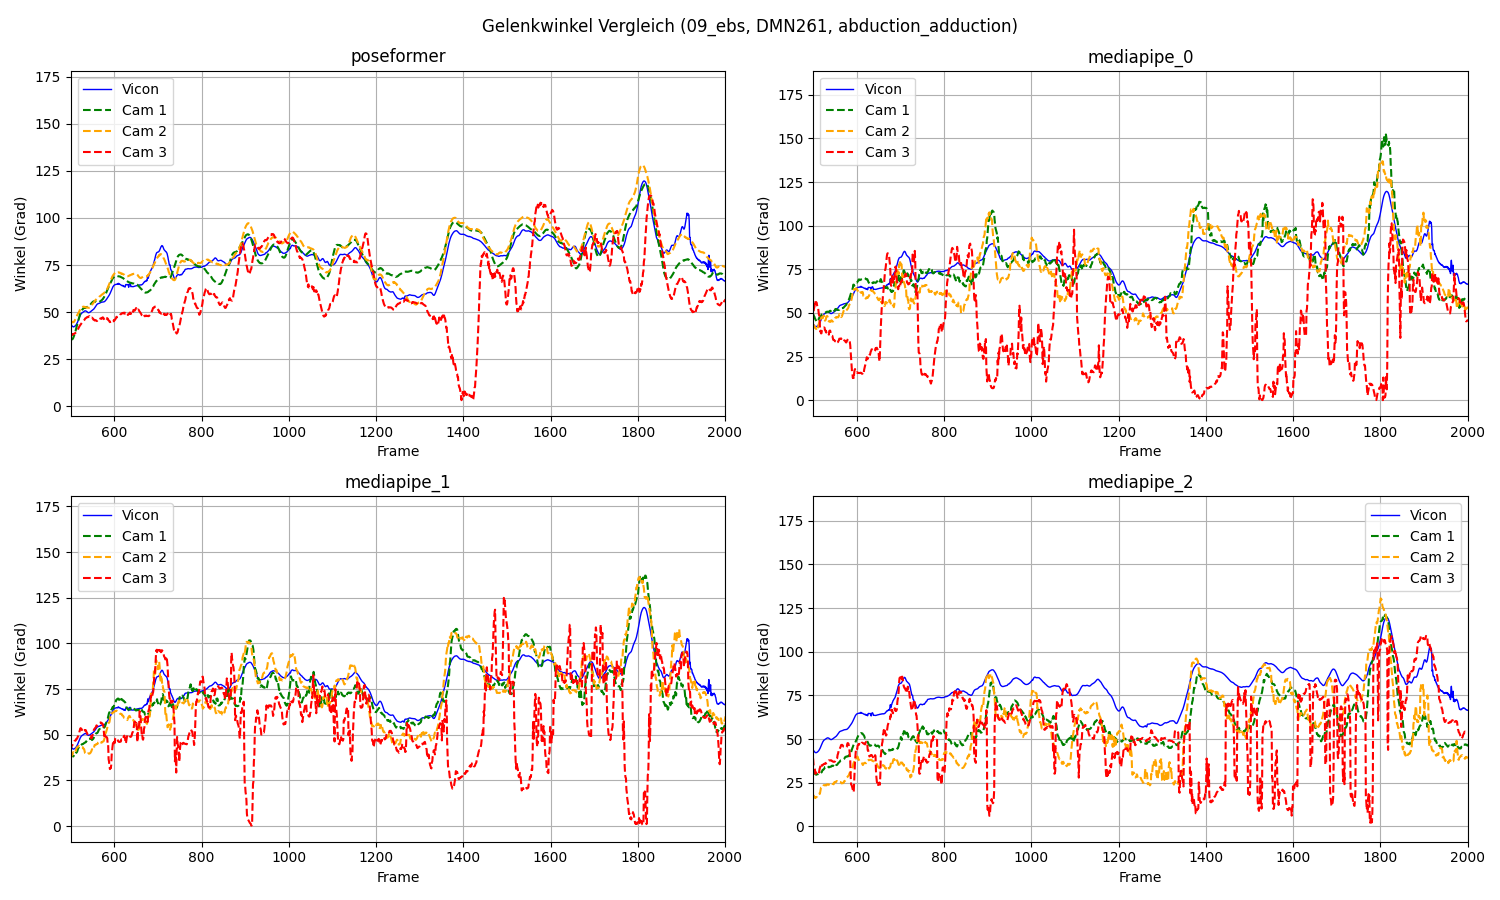 Gelenkwinkel Vergleich (09_ebs, DMN261, abduction_adduction)
poseformer
Winkel (Grad)
175
150
125
100
75
50
25
0
Vicon
Cam 1
Cam 2
Cam 3
600 800 1000 1200 1400 1600 1800 2000
Frame
mediapipe_0
Winkel (Grad)
175
150
125
100
75
50
25
0
Vicon
Cam 1
Cam 2
Cam 3
600 800 1000 1200 1400 1600 1800 2000
Frame
mediapipe_1
Winkel (Grad)
175
150
125
100
75
50
25
0
Vicon
Cam 1
Cam 2
Cam 3
600 800 1000 1200 1400 1600 1800 2000
Frame
mediapipe_2
Winkel (Grad)
175
150
125
100
75
50
25
0
Vicon
Cam 1
Cam 2
Cam 3
600 800 1000 1200 1400 1600 1800 2000
Frame